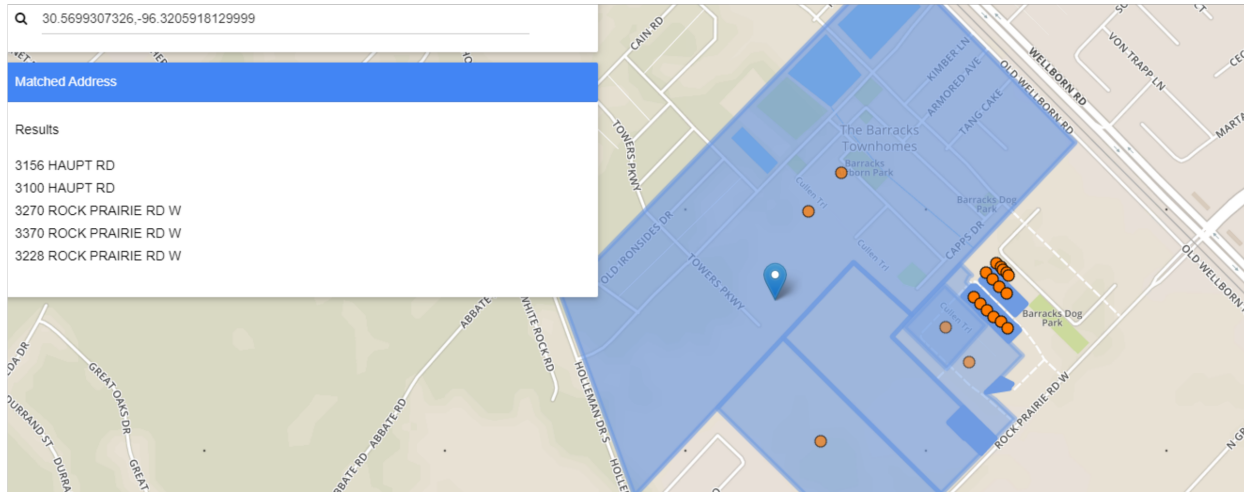 30.5699307326,-96.3205918129999
Matched Address
Results
3156 HAUPT RD
3100 HAUPT RD
3270 ROCK PRAIRIE RD W
3370 ROCK PRAIRIE RD W
3228 ROCK PRAIRIE RD W
CAIN RD
TOWERS PKWY
KIMBER LN
ARMORED AVE
TANG CAKE
WELLBORN RD
OLD WELLBORN RD
VON TRAPP LN
The Barracks
Townhomes
Barracks
Cullen Trl
Barracks Dog
Park
OLD IRONSIDES DR
TOWERS PKWY
Cullen Trl
CAPPS DR
OLD WELLBORN
Cullen Trl
Barracks Dog
Park
ROCK PRAIRIE RD W
WHITE ROCK RD
HOLLEMAN DR S
ABBATE RD
ABBATE RD
GREAT OAKS DR
DURRAND ST